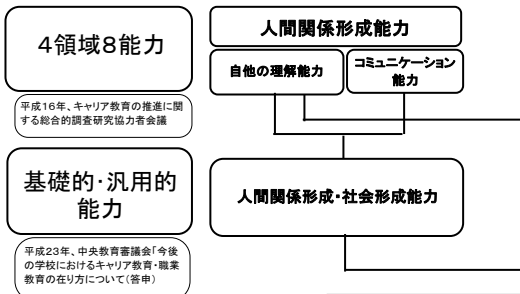 4領域8能力
平成16年、キャリア教育の推進に関
する総合的調査研究協力者会議
人間関係形成能力
自他の理解能力
コミュニケーション
能力
基礎的・汎用的
能力
平成23年、中央教育審議会「今後
の学校におけるキャリア教育・職業
教育の在り方について(答申)
人間関係形成・社会形成能力